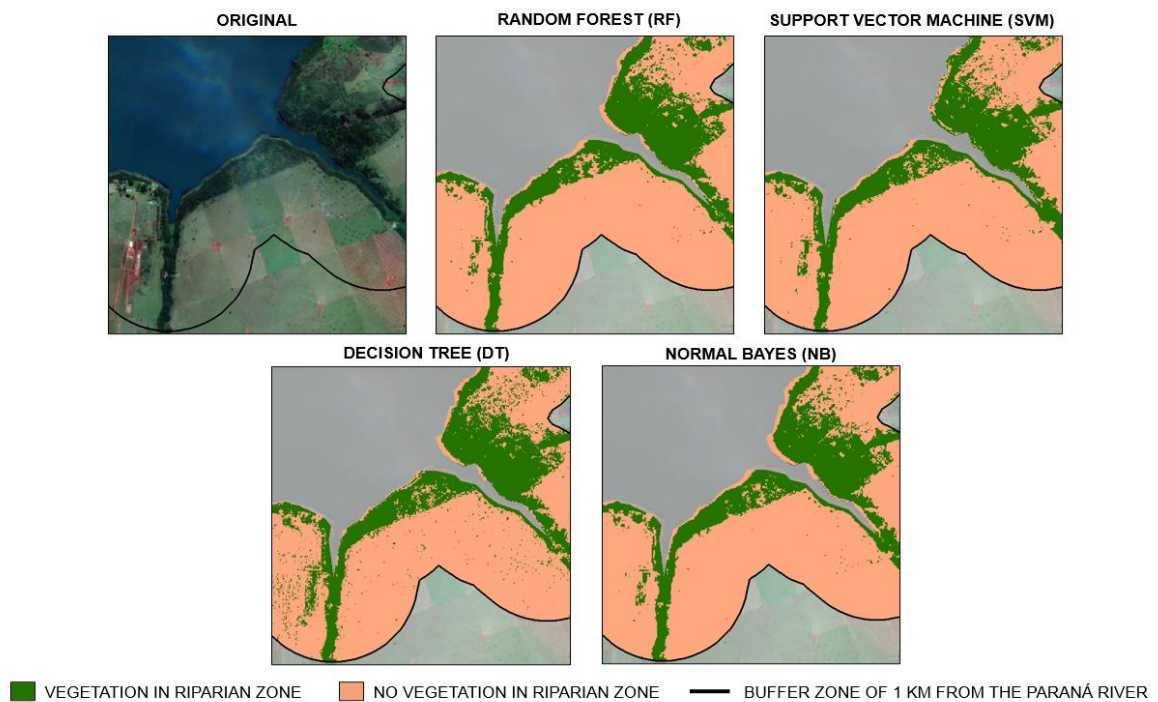 ORIGINAL
RANDOM FOREST (RF)
SUPPORT VECTOR MACHINE (SVM)
DECISION TREE (DT)
NORMAL BAYES (NB)
VEGETATION IN RIPARIAN ZONE
NO VEGETATION IN RIPARIAN ZONE
BUFFER ZONE OF 1 KM FROM THE PARANÁ RIVER